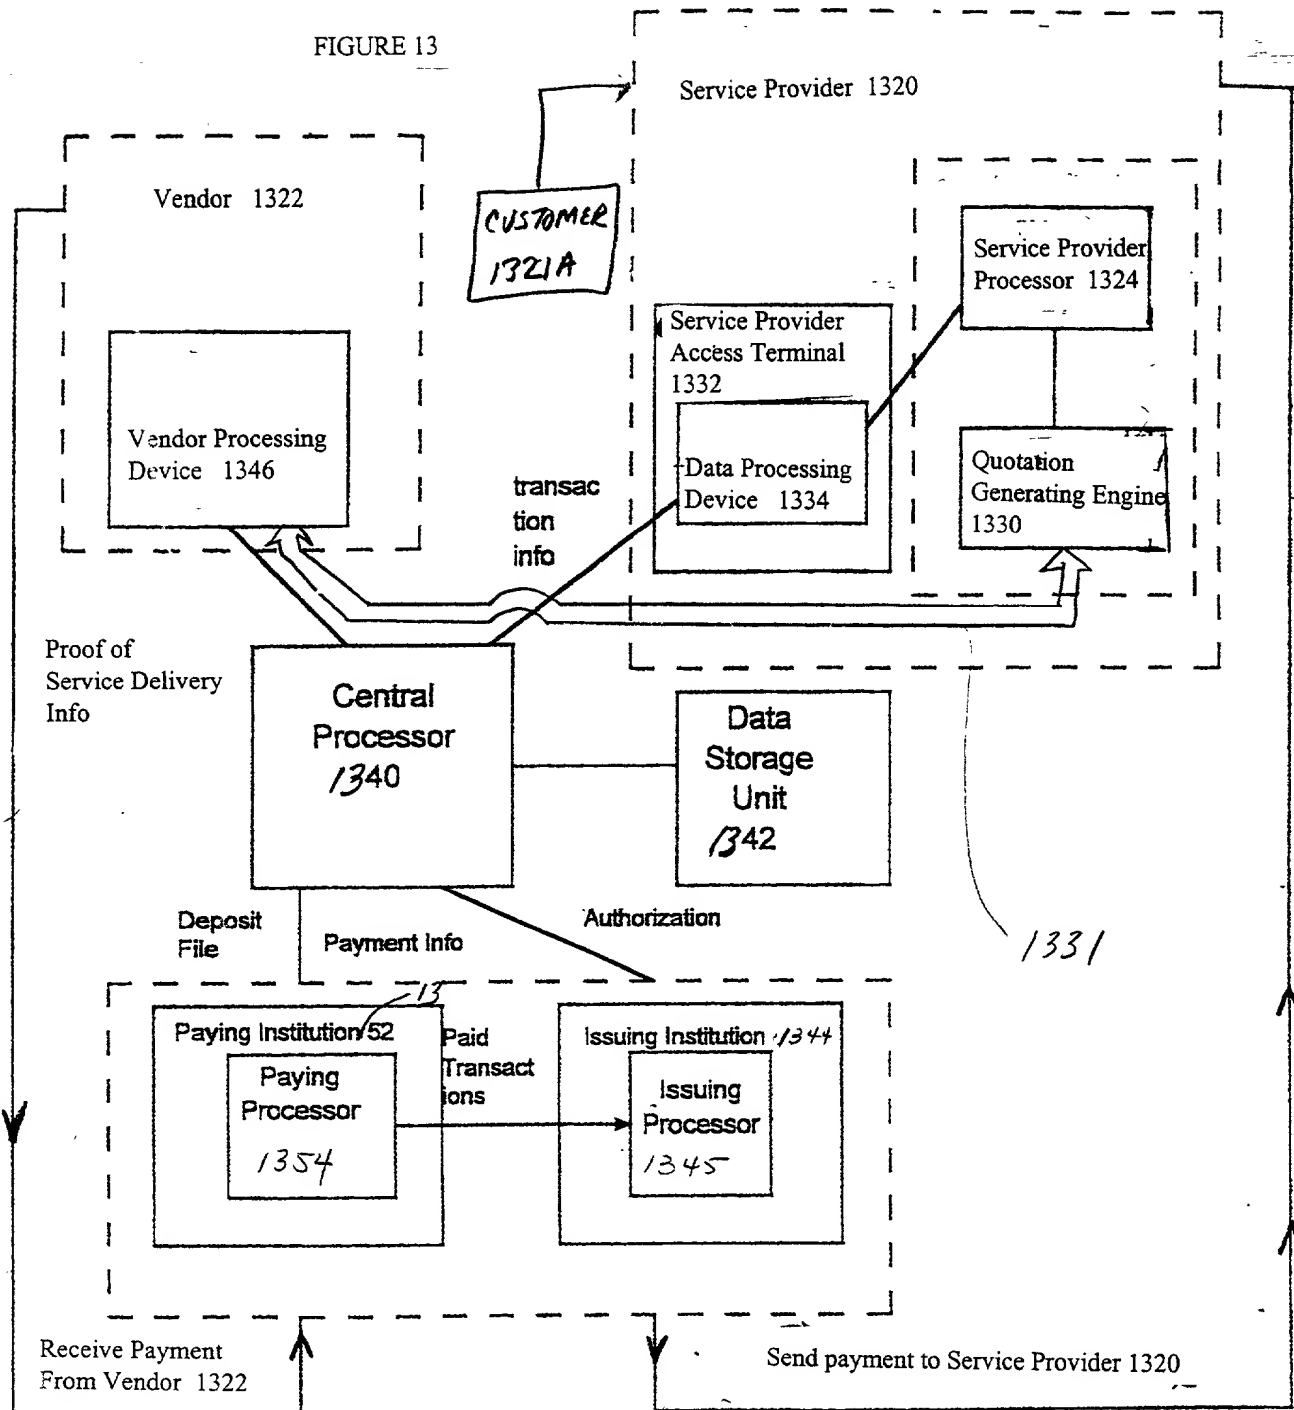 FIGURE 13
Service Provider 1320
Vendor 1322
CUSTOMER
1321A
Service Provider
Processor 1324
Service Provider
Access Terminal
1332
Vendor Processing
Device 1346
Data Processing
Device 1334
Quotation
Generating Engine
1330
transac
tion
info
Proof of
Service Delivery
Info
Central
Processor
1340
Data
Storage
Unit
1342
Deposit
File
Payment Info
Authorization
1331
13
Paying Institution 52
Paid
Transact
ions
Issuing Institution 1344
Paying
Processor
1354
Issuing
Processor
1345
Receive Payment
From Vendor 1322
Send payment to Service Provider 1320